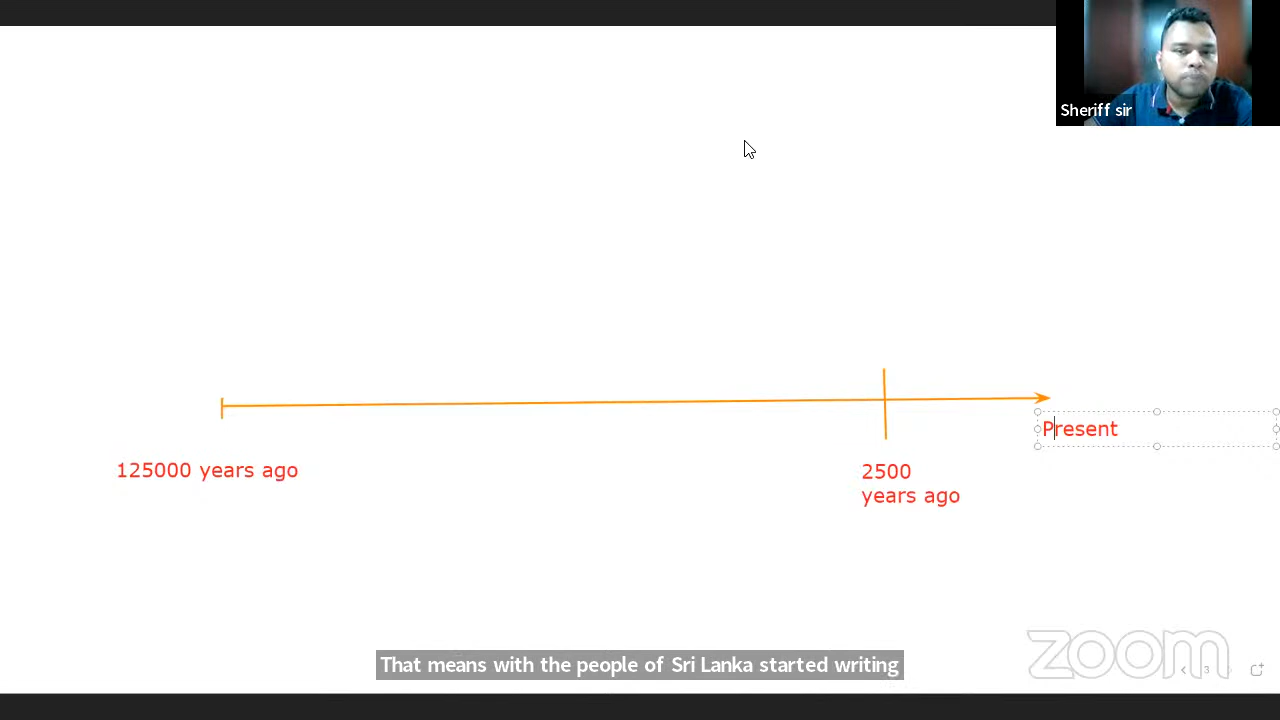 Sheriff sir
Present
125000 years ago
2500
years ago
That means with the people of Sri Lanka started writing
zoom
3